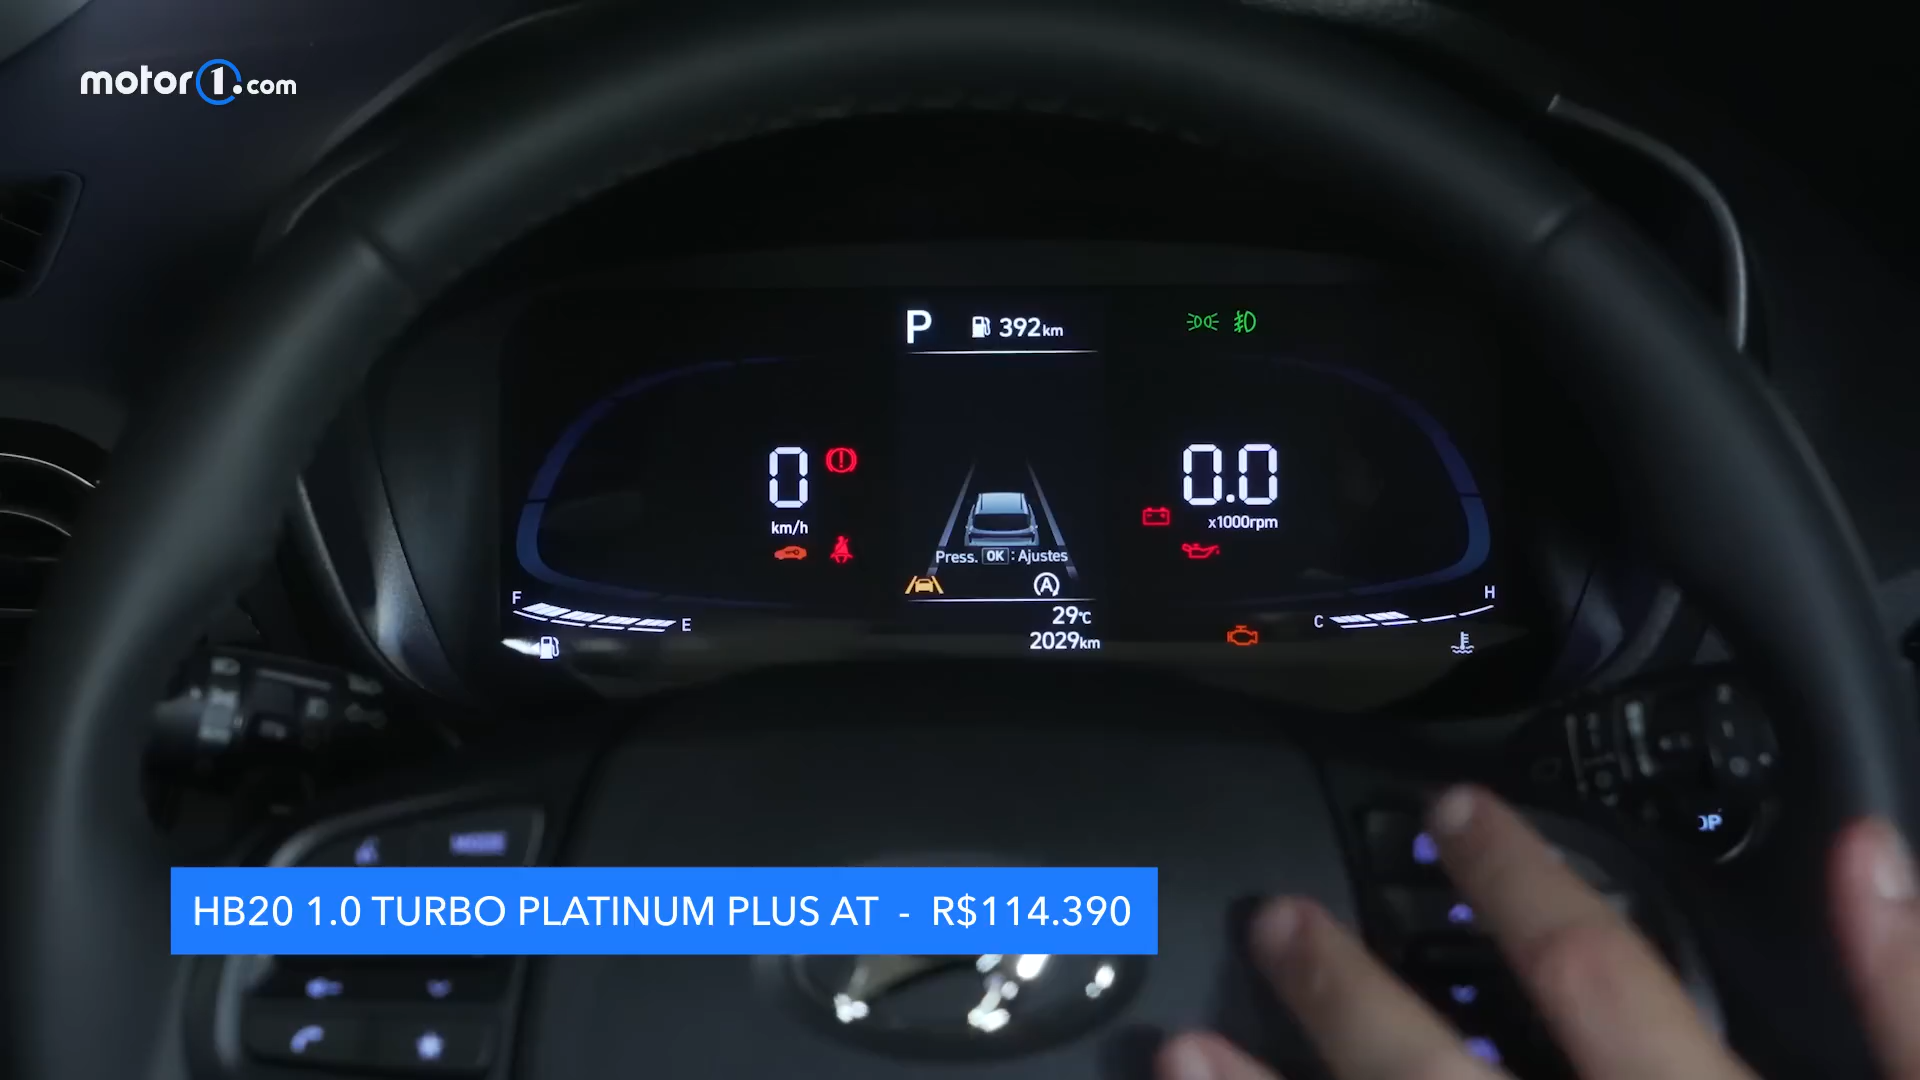 motor1.com
P 392km
0
km/h
0.0
x1000rpm
Press. OK : Ajustes
A
F E
C H
29°C
2029km
MODE
HB20 1.0 TURBO PLATINUM PLUS AT - R$114.390